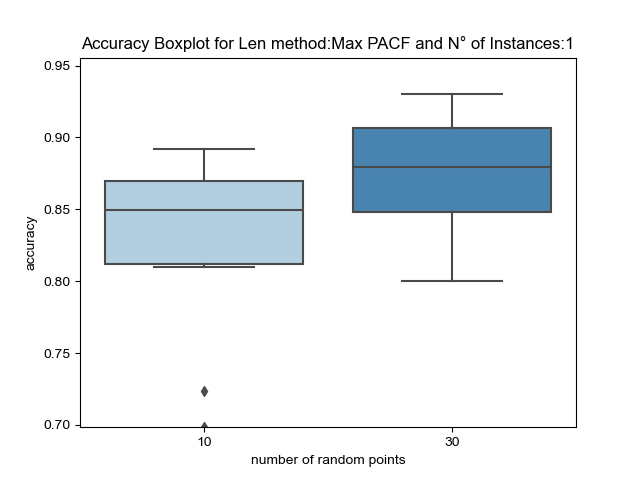 Accuracy Boxplot for Len method:Max PACF and N° of Instances:1
0.95
0.90
0.85
0.80
0.75
0.70
accuracy
10
30
number of random points